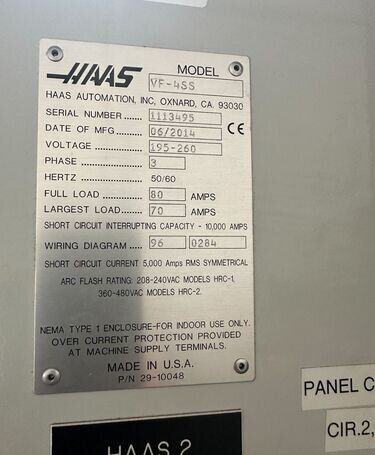 HAAS MODEL VF-4SS
HAAS AUTOMATION, INC, OXNARD, CA. 93030
SERIAL NUMBER ....... 1113495
DATE OF MFG ........... 06/2014 CE
VOLTAGE .................. 195-260
PHASE ...................... 3
HERTZ 50/60
FULL LOAD ............... 80 AMPS
LARGEST LOAD ....... 70 AMPS
SHORT CIRCUIT INTERRUPTING CAPACITY - 10,000 AMPS
WIRING DIAGRAM ..... 96 0284
SHORT CIRCUIT CURRENT 5,000 Amps RMS SYMMETRICAL
ARC FLASH RATING: 208-240VAC MODELS HRC-1,
360-480VAC MODELS HRC-2.
NEMA TYPE 1 ENCLOSURE-FOR INDOOR USE ONLY.
OVER CURRENT PROTECTION PROVIDED
AT MACHINE SUPPLY TERMINALS.
MADE IN U.S.A.
P/N 29-10048
PANEL C
CIR.2,
HAAS 2